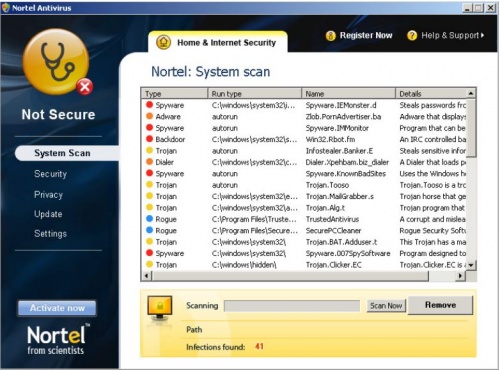 Nortel Antivirus
Home & Internet Security
Register Now
Help & Support
Not Secure
System Scan
Security
Privacy
Update
Settings
Activate now
Nortel™
from scientists
Nortel: System scan
Type Run type Name Details
Spyware C:\windows\system32\i... Spyware.IEMonster.d Steals passwords frc
Adware autorun Zlob.PornAdvertiser.ba Adware that displays
Spyware autorun Spyware.IMMonitor Program that can be
Backdoor C:\windows\system32\... Win32.Rbot.fm An IRC controlled ba
Trojan autorun Infostealer.Banker.E Steals sensitive infor
Dialer C:\windows\system32\c... Dialer.Xpehbam.biz_dialer A Dialer that loads p
Spyware autorun Spyware.KnownBadSites Uses the Windows h
Trojan autorun Trojan.Tooso Trojan.Tooso is a trc
Trojan C:\windows\system32\e... Trojan.MailGrabber.s Trojan horse that ge
Trojan C:\windows\system32\... Trojan.Alg.t Trojan program that
Rogue C:\Program Files\Truste... TrustedAntivirus A corrupt and mislea
Rogue C:\Program Files\Secure... SecurePCCleaner Rogue Security Softw
Trojan C:\windows\system32\ Trojan.BAT.Adduser.t This Trojan has a ma
Spyware C:\windows\system32\ Spyware.007SpySoftware Program designed to
Trojan C:\windows\hidden\ Trojan.Clicker.EC Trojan.Clicker.EC is a
Scanning
Scan Now
Remove
Path
Infections found: 41